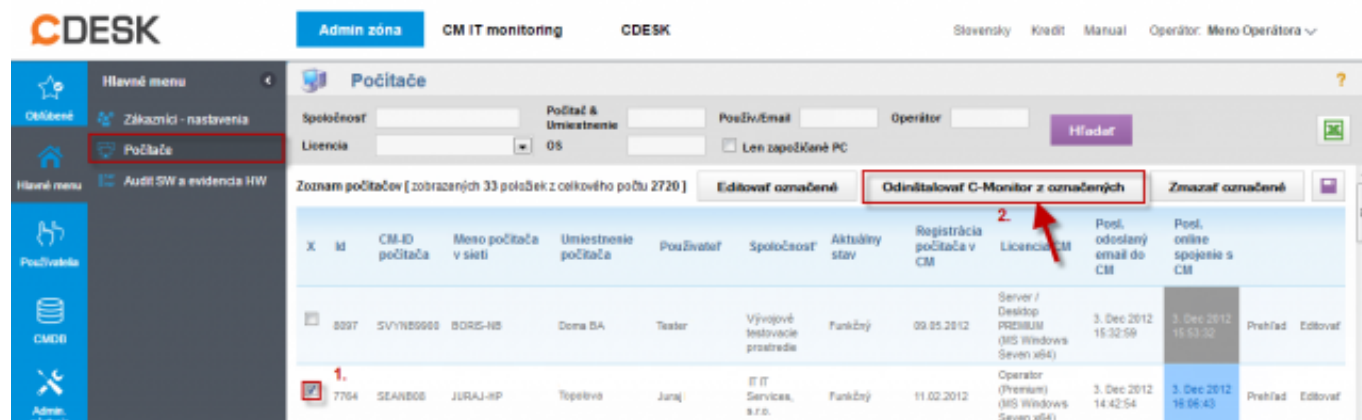 CDESK
Admin zóna CM IT monitoring CDESK Slovensky Kredit Manual Operátor: Meno Operátora
Obľúbené
Hlavné menu
Používatelia
CMDB
Admin.
Hlavné menu
Zákazníci - nastavenia
Počítače
Audit SW a evidencia HW
Počítače ?
Spoločnosť Počítač & Umiestnenie Použív./Email Operátor Hľadať
Licencia OS Len zapožičané PC
Zoznam počítačov [ zobrazených 33 položiek z celkového počtu 2720 ] Editovať označené Odinštalovať C-Monitor z označených Zmazať označené
2.
X Id CM-ID počítača Meno počítača v sieti Umiestnenie počítača Používateľ Spoločnosť Aktuálny stav Registrácia počítača v CM Licencia CM Posl. odoslaný email do CM Posl. online spojenie s CM
8097 BORIS-NB Doma BA Tester Vývojové testovacie prostredie Funkčný 09.05.2012 Server / Desktop PREMIUM (MS Windows Seven x64) 3. Dec 2012 15:32:59 3. Dec 2012 15:53:32 Prehľad Editovať
1.
7764 JURAJ-HP Juraj IT IT Services, s.r.o. Funkčný 11.02.2012 Operator (Premium) (MS Windows Seven x64) 3. Dec 2012 14:42:54 3. Dec 2012 16:06:43 Prehľad Editovať